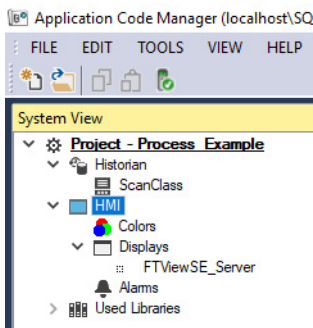 Application Code Manager (localhost\SQ
FILE EDIT TOOLS VIEW HELP
System View
Project - Process_Example
Historian
ScanClass
HMI
Colors
Displays
FTViewSE_Server
Alarms
Used Libraries